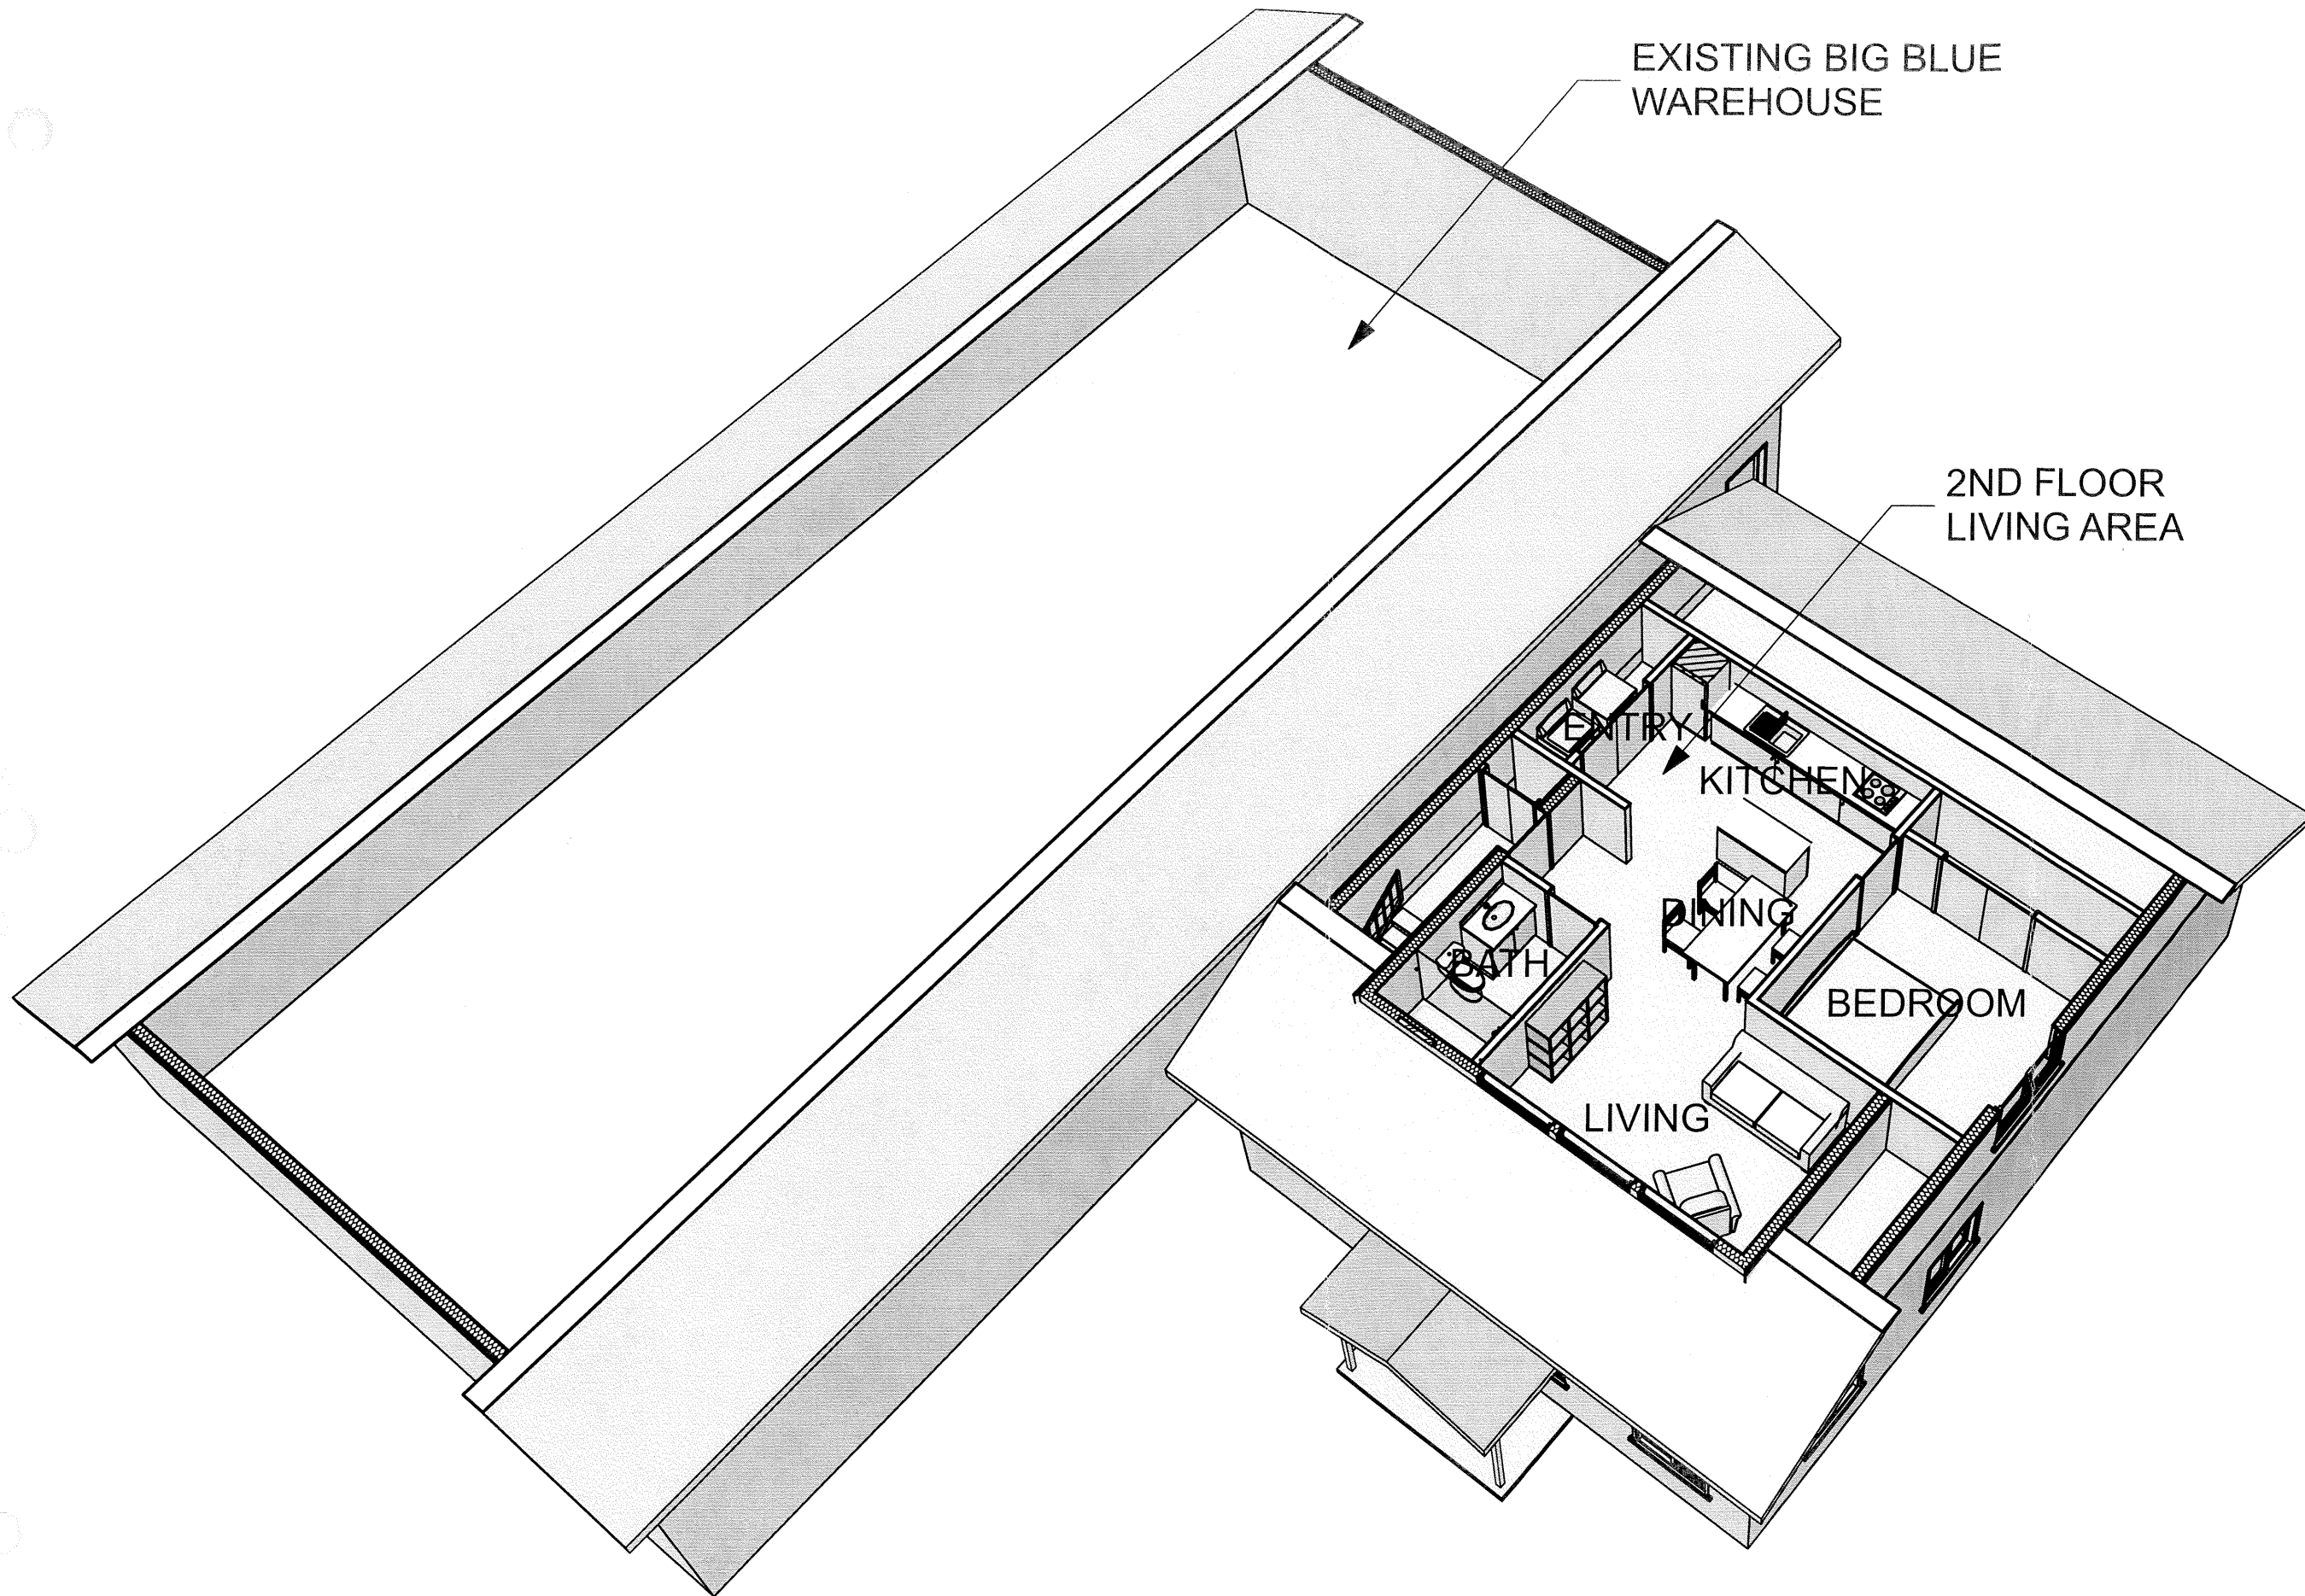 EXISTING BIG BLUE
WAREHOUSE
2ND FLOOR
LIVING AREA
ENTRY
KITCHEN
DINING
BATH
BEDROOM
LIVING